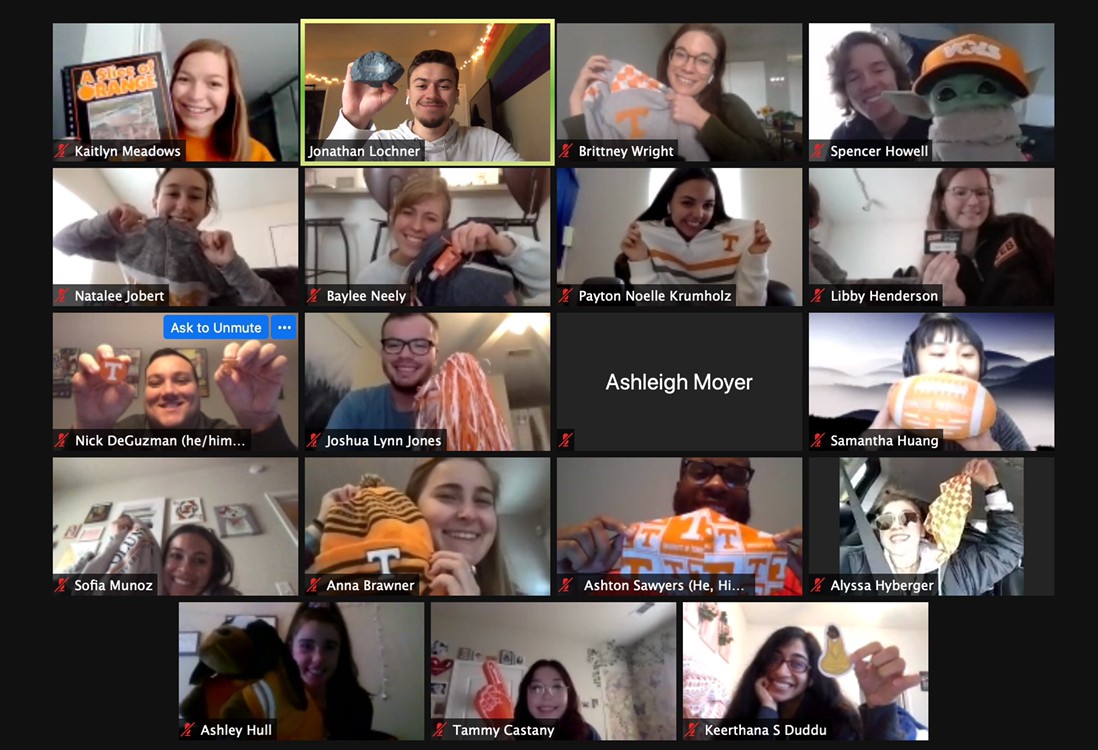 A Slice of
ORANGE
VOLS
Kaitlyn Meadows
Jonathan Lochner
T
Brittney Wright
Spencer Howell
T
Natalee Jobert
Baylee Neely
Payton Noelle Krumholz
Libby Henderson
Ask to Unmute
...
T
Nick DeGuzman (he/him...
Joshua Lynn Jones
Ashleigh Moyer
Samantha Huang
T
T T T
Sofia Munoz
Anna Brawner
Ashton Sawyers (He, Hi...
Alyssa Hyberger
Ashley Hull
Tammy Castany
Keerthana S Duddu